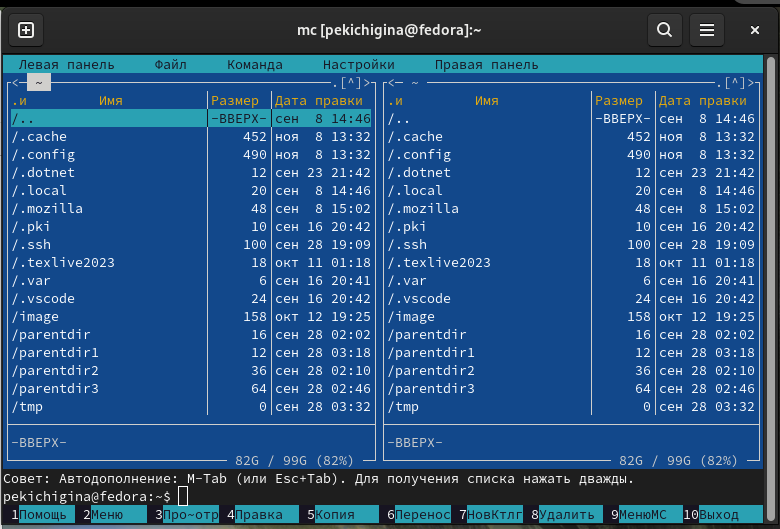 mc [pekichigina@fedora]:~
Левая панель Файл Команда Настройки Правая панель
<— ~ .[^]> <— ~ .[^]>
.и Имя Размер Дата правки .и Имя Размер Дата правки
/.. -ВВЕРХ- сен 8 14:46 /.. -ВВЕРХ- сен 8 14:46
/.cache 452 ноя 8 13:32 /.cache 452 ноя 8 13:32
/.config 490 ноя 8 13:32 /.config 490 ноя 8 13:32
/.dotnet 12 сен 23 21:42 /.dotnet 12 сен 23 21:42
/.local 20 сен 8 14:46 /.local 20 сен 8 14:46
/.mozilla 48 сен 8 15:02 /.mozilla 48 сен 8 15:02
/.pki 10 сен 16 20:42 /.pki 10 сен 16 20:42
/.ssh 100 сен 28 19:09 /.ssh 100 сен 28 19:09
/.texlive2023 18 окт 11 01:18 /.texlive2023 18 окт 11 01:18
/.var 6 сен 16 20:41 /.var 6 сен 16 20:41
/.vscode 24 сен 16 20:42 /.vscode 24 сен 16 20:42
/image 158 окт 12 19:25 /image 158 окт 12 19:25
/parentdir 16 сен 28 02:02 /parentdir 16 сен 28 02:02
/parentdir1 12 сен 28 03:18 /parentdir1 12 сен 28 03:18
/parentdir2 36 сен 28 02:10 /parentdir2 36 сен 28 02:10
/parentdir3 64 сен 28 02:46 /parentdir3 64 сен 28 02:46
/tmp 0 сен 28 03:32 /tmp 0 сен 28 03:32
-ВВЕРХ- -ВВЕРХ-
82G / 99G (82%) 82G / 99G (82%)
Совет: Автодополнение: M-Tab (или Esc+Tab). Для получения списка нажать дважды.
pekichigina@fedora:~$
1Помощь 2Меню 3Про~отр 4Правка 5Копия 6Перенос 7НовКтлг 8Удалить 9МенюМС 10Выход